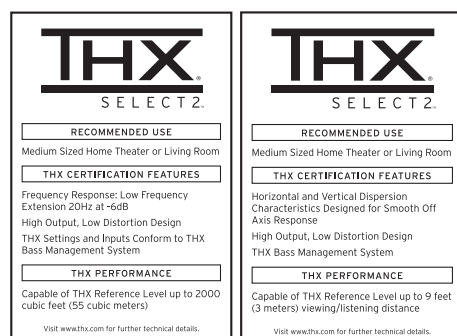 THX®
SELECT2™
RECOMMENDED USE
Medium Sized Home Theater or Living Room
THX CERTIFICATION FEATURES
Frequency Response: Low Frequency
Extension 20Hz at -6dB
High Output, Low Distortion Design
THX Settings and Inputs Conform to THX
Bass Management System
THX PERFORMANCE
Capable of THX Reference Level up to 2000
cubic feet (55 cubic meters)
Visit www.thx.com for further technical details.
THX®
SELECT2™
RECOMMENDED USE
Medium Sized Home Theater or Living Room
THX CERTIFICATION FEATURES
Horizontal and Vertical Dispersion
Characteristics Designed for Smooth Off
Axis Response
High Output, Low Distortion Design
THX Bass Management System
THX PERFORMANCE
Capable of THX Reference Level up to 9 feet
(3 meters) viewing/listening distance
Visit www.thx.com for further technical details.